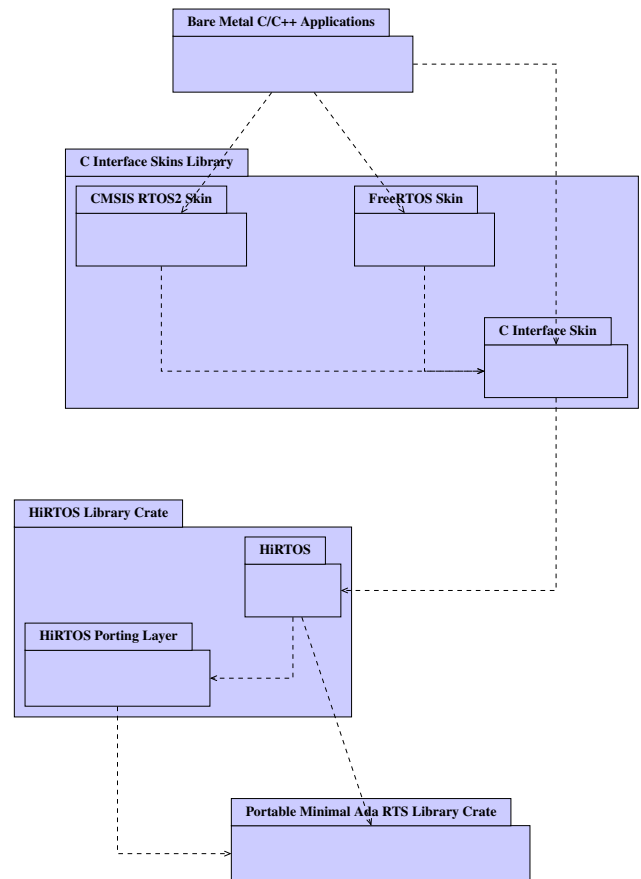 Bare Metal C/C++ Applications
C Interface Skins Library
CMSIS RTOS2 Skin
FreeRTOS Skin
C Interface Skin
HiRTOS Library Crate
HiRTOS
HiRTOS Porting Layer
Portable Minimal Ada RTS Library Crate